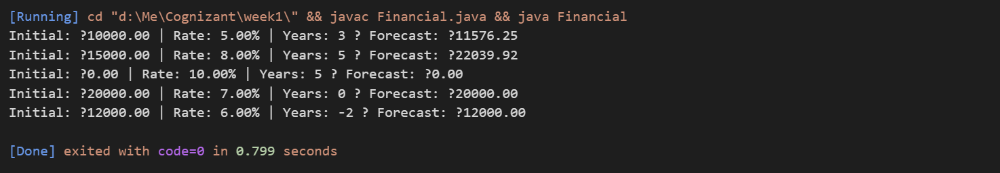 [Running] cd "d:\Me\Cognizant\week1\" && javac Financial.java && java Financial
Initial: ?10000.00 | Rate: 5.00% | Years: 3 ? Forecast: ?11576.25
Initial: ?15000.00 | Rate: 8.00% | Years: 5 ? Forecast: ?22039.92
Initial: ?0.00 | Rate: 10.00% | Years: 5 ? Forecast: ?0.00
Initial: ?20000.00 | Rate: 7.00% | Years: 0 ? Forecast: ?20000.00
Initial: ?12000.00 | Rate: 6.00% | Years: -2 ? Forecast: ?12000.00
[Done] exited with code=0 in 0.799 seconds